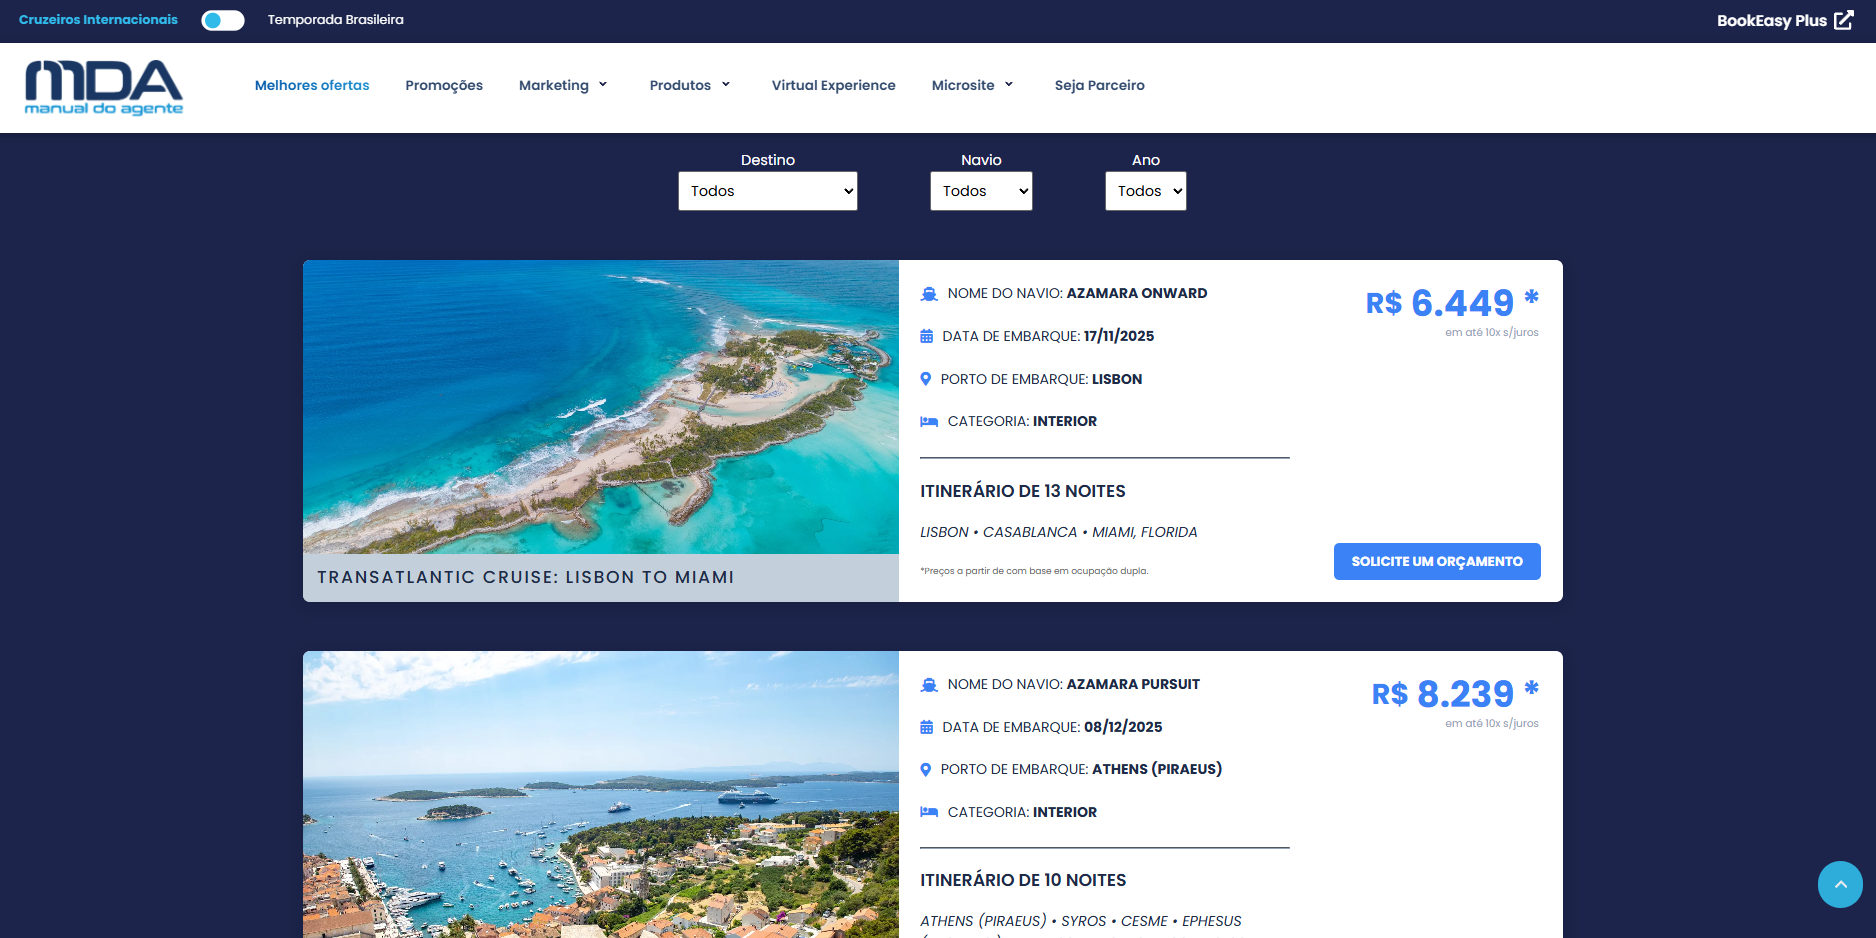 Cruzeiros Internacionais
Temporada Brasileira
BookEasy Plus
MDA
manual do agente
Melhores ofertas
Promoções
Marketing
Produtos
Virtual Experience
Microsite
Seja Parceiro
Destino
Navio
Ano
Todos
Todos
Todos
NOME DO NAVIO: AZAMARA ONWARD
R$ 6.449 *
em até 10x s/juros
DATA DE EMBARQUE: 17/11/2025
PORTO DE EMBARQUE: LISBON
CATEGORIA: INTERIOR
ITINERÁRIO DE 13 NOITES
LISBON • CASABLANCA • MIAMI, FLORIDA
*Preços a partir de com base em ocupação dupla.
SOLICITE UM ORÇAMENTO
TRANSATLANTIC CRUISE: LISBON TO MIAMI
NOME DO NAVIO: AZAMARA PURSUIT
R$ 8.239 *
em até 10x s/juros
DATA DE EMBARQUE: 08/12/2025
PORTO DE EMBARQUE: ATHENS (PIRAEUS)
CATEGORIA: INTERIOR
ITINERÁRIO DE 10 NOITES
ATHENS (PIRAEUS) • SYROS • CESME • EPHESUS